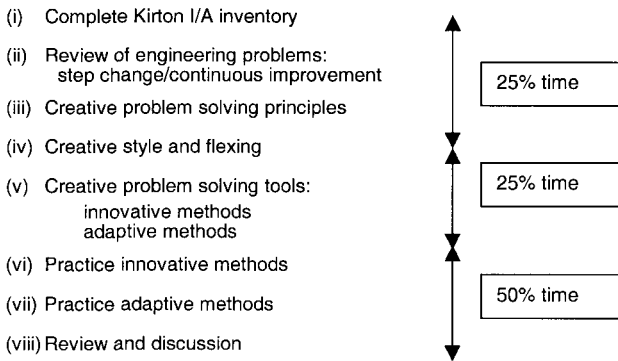 (i) Complete Kirton I/A inventory
(ii) Review of engineering problems:
step change/continuous improvement
25% time
(iii) Creative problem solving principles
(iv) Creative style and flexing
(v) Creative problem solving tools:
25% time
innovative methods
adaptive methods
(vi) Practice innovative methods
(vii) Practice adaptive methods
50% time
(viii) Review and discussion